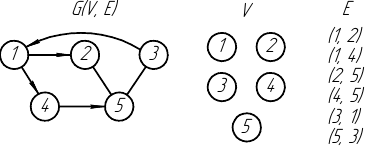 G(V, E) V E
1 2 3 1 2 (1, 2)
(1, 4)
(2, 5)
4 5 3 4 (4, 5)
(3, 1)
5 (5, 3)